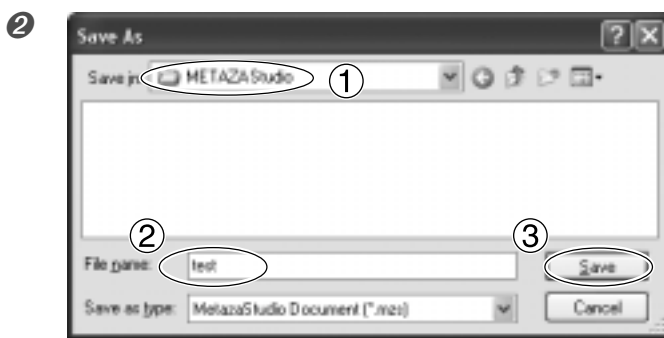 2
Save As
Save in: METAZAStudio 1
2 3
File name: test Save
Save as type: MetazaStudio Document (*.mzs) Cancel